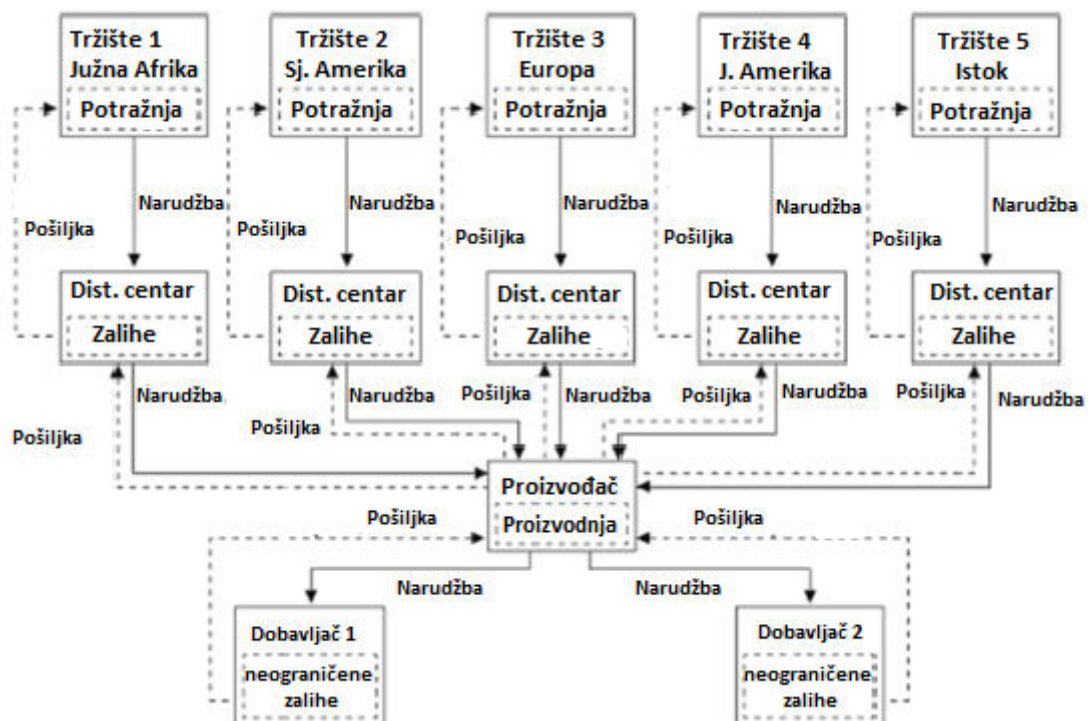 Tržište 1
Južna Afrika
Potražnja
Tržište 2
Sj. Amerika
Potražnja
Tržište 3
Europa
Potražnja
Tržište 4
J. Amerika
Potražnja
Tržište 5
Istok
Potražnja
Narudžba
Pošiljka
Narudžba
Pošiljka
Narudžba
Pošiljka
Narudžba
Pošiljka
Narudžba
Pošiljka
Dist. centar
Zalihe
Dist. centar
Zalihe
Dist. centar
Zalihe
Dist. centar
Zalihe
Dist. centar
Zalihe
Narudžba
Pošiljka
Narudžba
Pošiljka
Pošiljka
Narudžba
Pošiljka
Narudžba
Pošiljka
Narudžba
Proizvođač
Proizvodnja
Pošiljka
Pošiljka
Narudžba
Narudžba
Dobavljač 1
neograničene
zalihe
Dobavljač 2
neograničene
zalihe